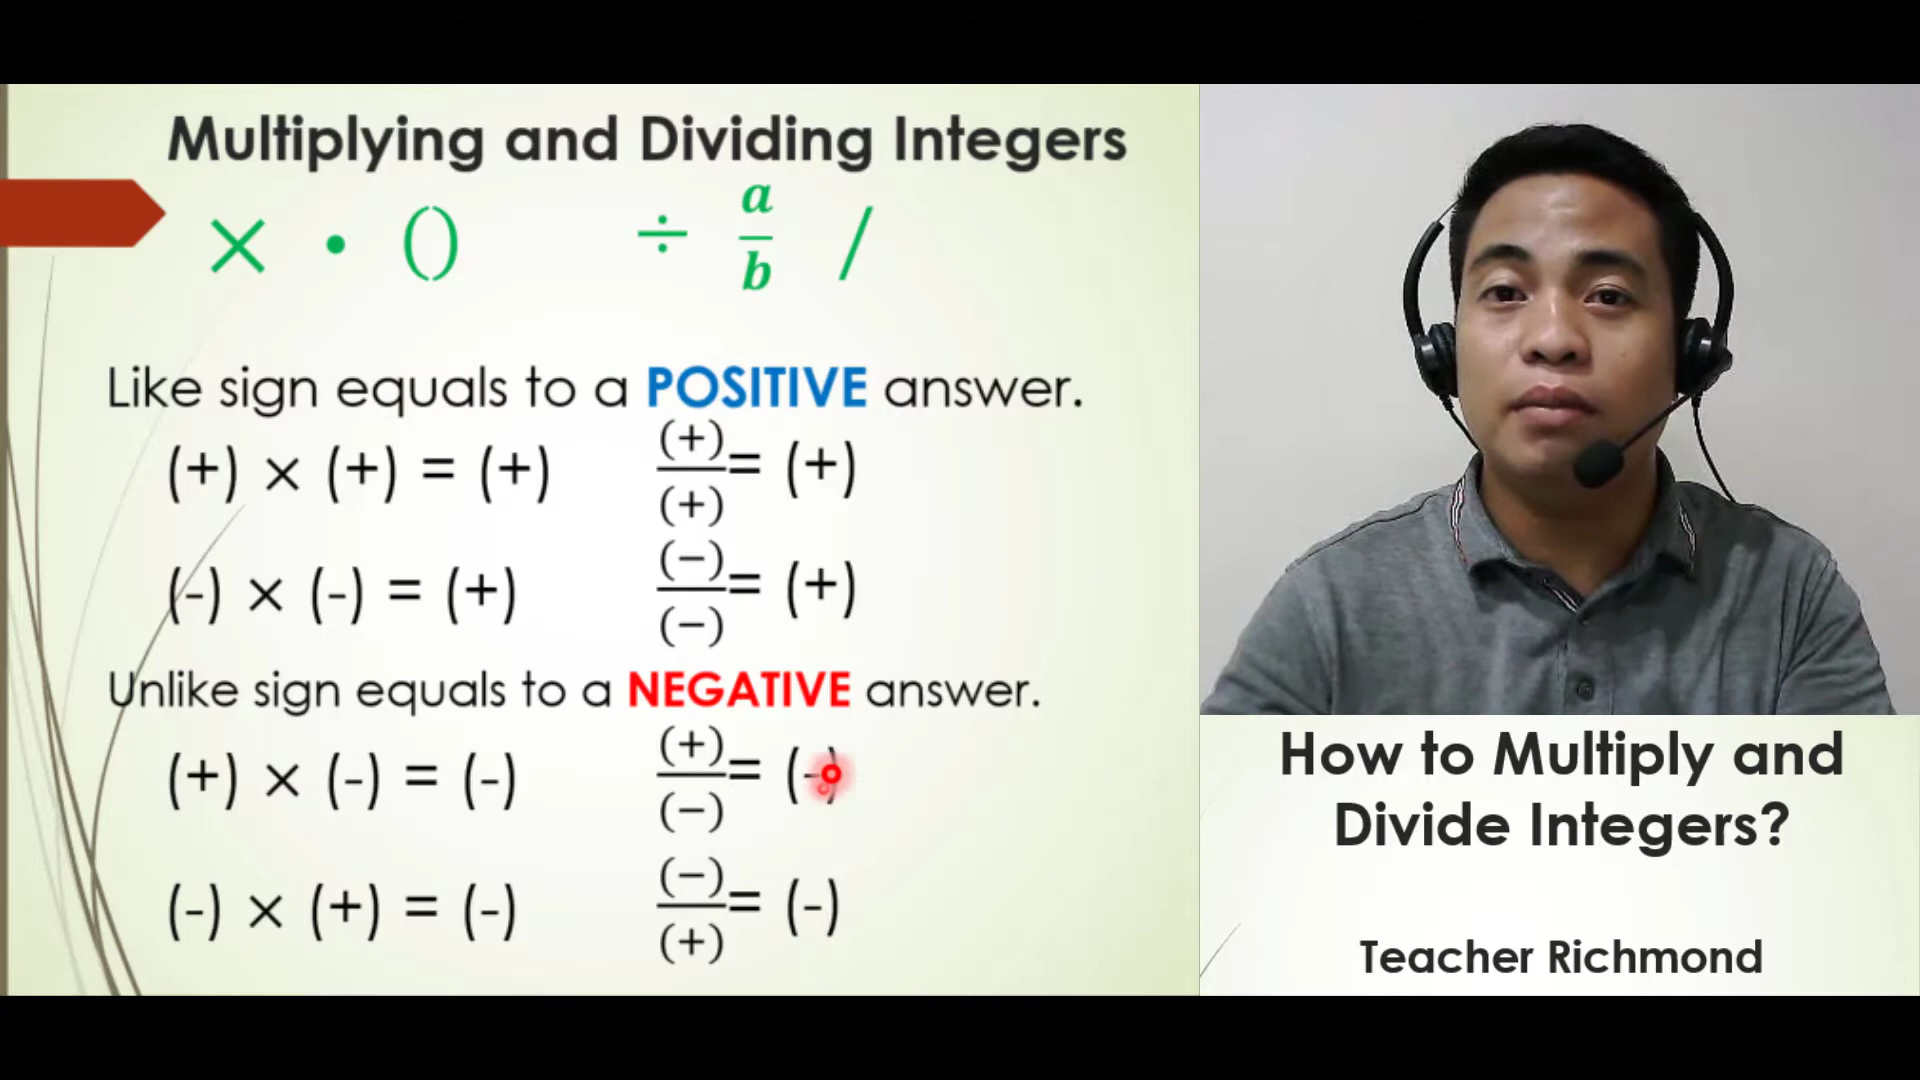 Multiplying and Dividing Integers
× • () ÷ a/b /
Like sign equals to a POSITIVE answer.
(+) × (+) = (+) (+)/(+) = (+)
(-) × (-) = (+) (−)/(−) = (+)
Unlike sign equals to a NEGATIVE answer.
(+) × (-) = (-) (+)/(−) = (-)
(-) × (+) = (-) (−)/(+) = (-)
How to Multiply and
Divide Integers?
Teacher Richmond